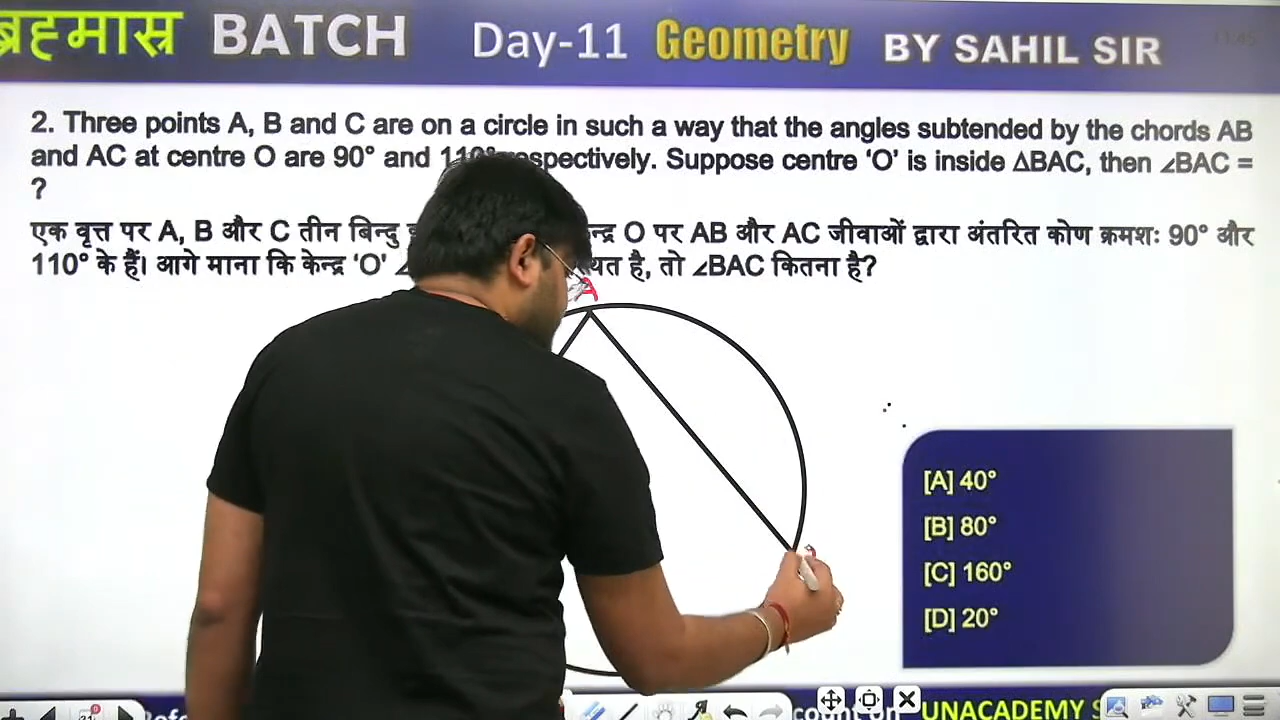 ब्रह्मास्त्र BATCH Day-11 Geometry BY SAHIL SIR
11:45
2. Three points A, B and C are on a circle in such a way that the angles subtended by the chords AB
and AC at centre O are 90° and 110° respectively. Suppose centre ‘O’ is inside ΔBAC, then ∠BAC =
?
एक वृत्त पर A, B और C तीन बिन्दु O पर AB और AC जीवाओं द्वारा अंतरित कोण क्रमशः 90° और
110° के हैं। आगे माना कि केन्द्र ‘O’ है, तो ∠BAC कितना है?
A
[A] 40°
[B] 80°
[C] 160°
[D] 20°
UNACADEMY